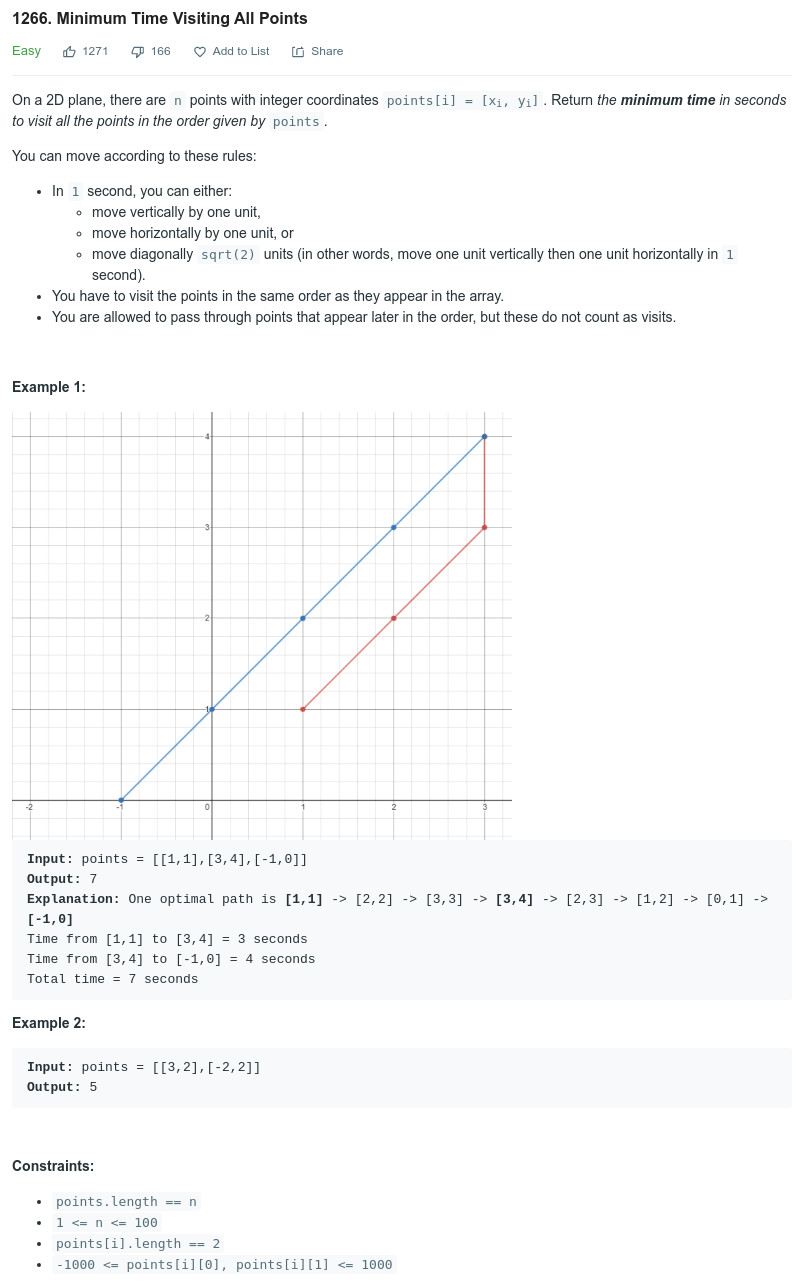 1266. Minimum Time Visiting All Points
Easy 1271 166 Add to List Share
On a 2D plane, there are n points with integer coordinates points[i] = [xi, yi]. Return the minimum time in seconds
to visit all the points in the order given by points.
You can move according to these rules:
• In 1 second, you can either:
◦ move vertically by one unit,
◦ move horizontally by one unit, or
◦ move diagonally sqrt(2) units (in other words, move one unit vertically then one unit horizontally in 1
second).
• You have to visit the points in the same order as they appear in the array.
• You are allowed to pass through points that appear later in the order, but these do not count as visits.
Example 1:
4
3
2
1
-2 -1 0 1 2 3
Input: points = [[1,1],[3,4],[-1,0]]
Output: 7
Explanation: One optimal path is [1,1] -> [2,2] -> [3,3] -> [3,4] -> [2,3] -> [1,2] -> [0,1] ->
[-1,0]
Time from [1,1] to [3,4] = 3 seconds
Time from [3,4] to [-1,0] = 4 seconds
Total time = 7 seconds
Example 2:
Input: points = [[3,2],[-2,2]]
Output: 5
Constraints:
• points.length == n
• 1 <= n <= 100
• points[i].length == 2
• -1000 <= points[i][0], points[i][1] <= 1000